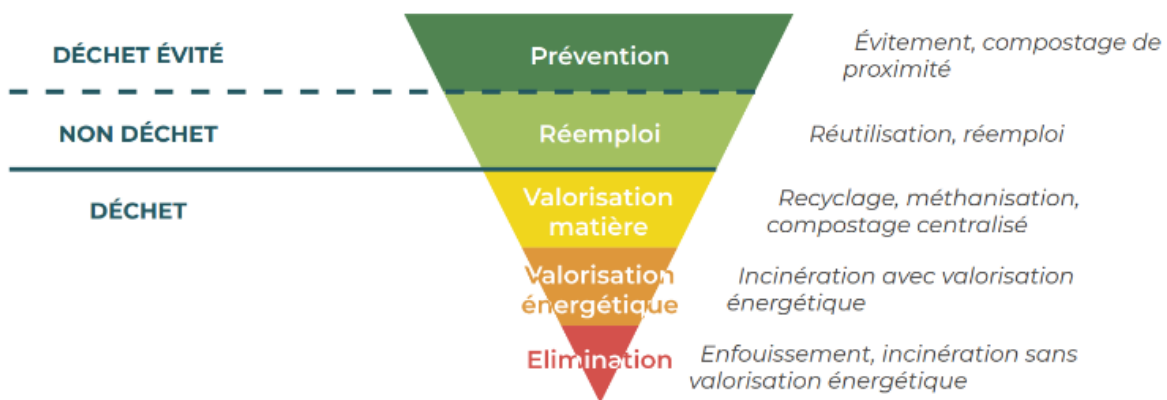 DÉCHET ÉVITÉ
Prévention
Évitement, compostage de
proximité
NON DÉCHET
Réemploi
Réutilisation, réemploi
DÉCHET
Valorisation
matière
Recyclage, méthanisation,
compostage centralisé
Valorisation
énergétique
Incinération avec valorisation
énergétique
Elimination
Enfouissement, incinération sans
valorisation énergétique